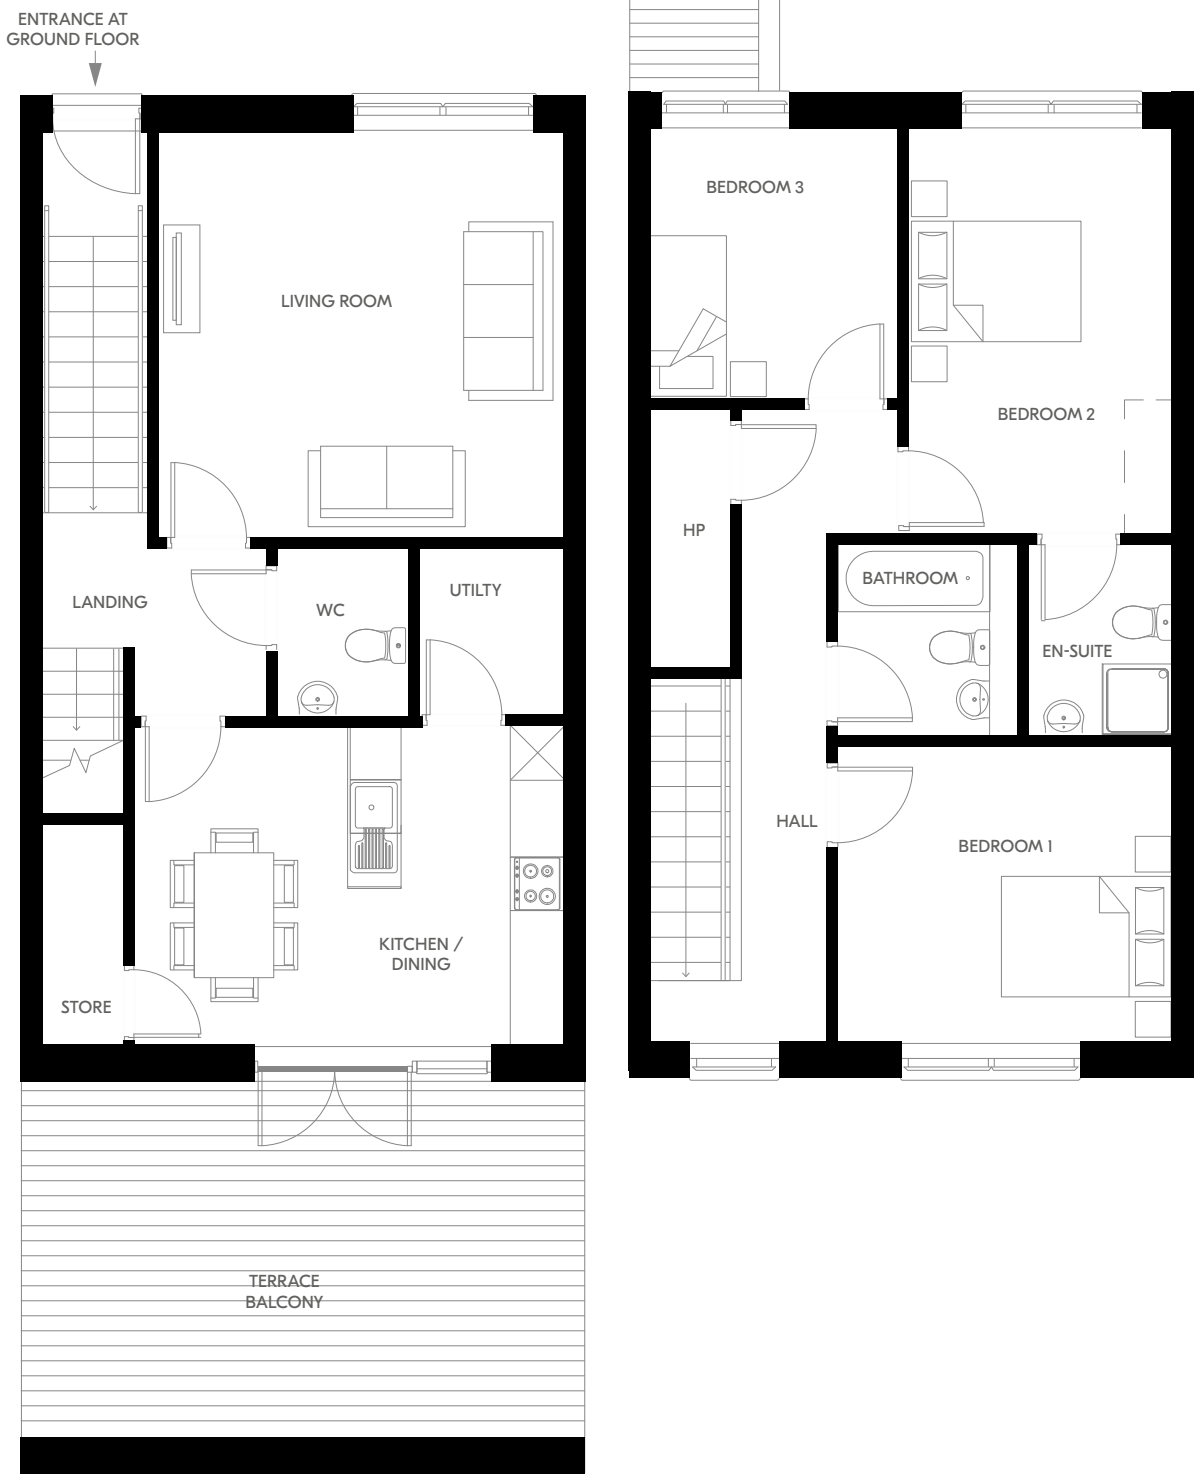 ENTRANCE AT
GROUND FLOOR
LIVING ROOM
LANDING
WC
UTILTY
KITCHEN /
DINING
STORE
TERRACE
BALCONY
BEDROOM 3
BEDROOM 2
HP
BATHROOM
EN-SUITE
HALL
BEDROOM 1